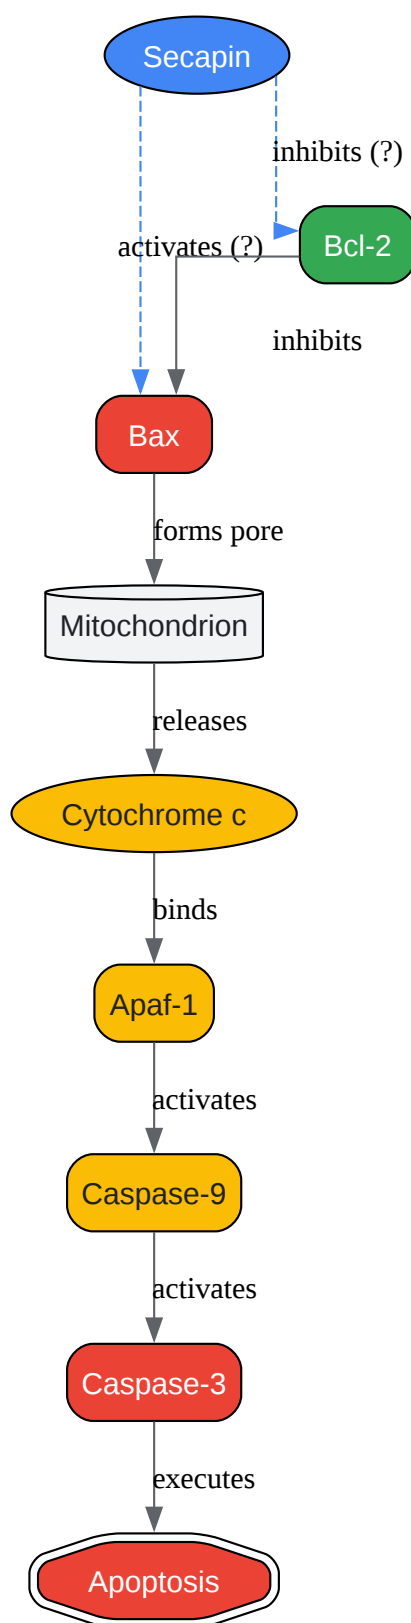 Secapin
inhibits (?)
activates (?)
Bcl-2
inhibits
Bax
forms pore
Mitochondrion
releases
Cytochrome c
binds
Apaf-1
activates
Caspase-9
activates
Caspase-3
executes
Apoptosis